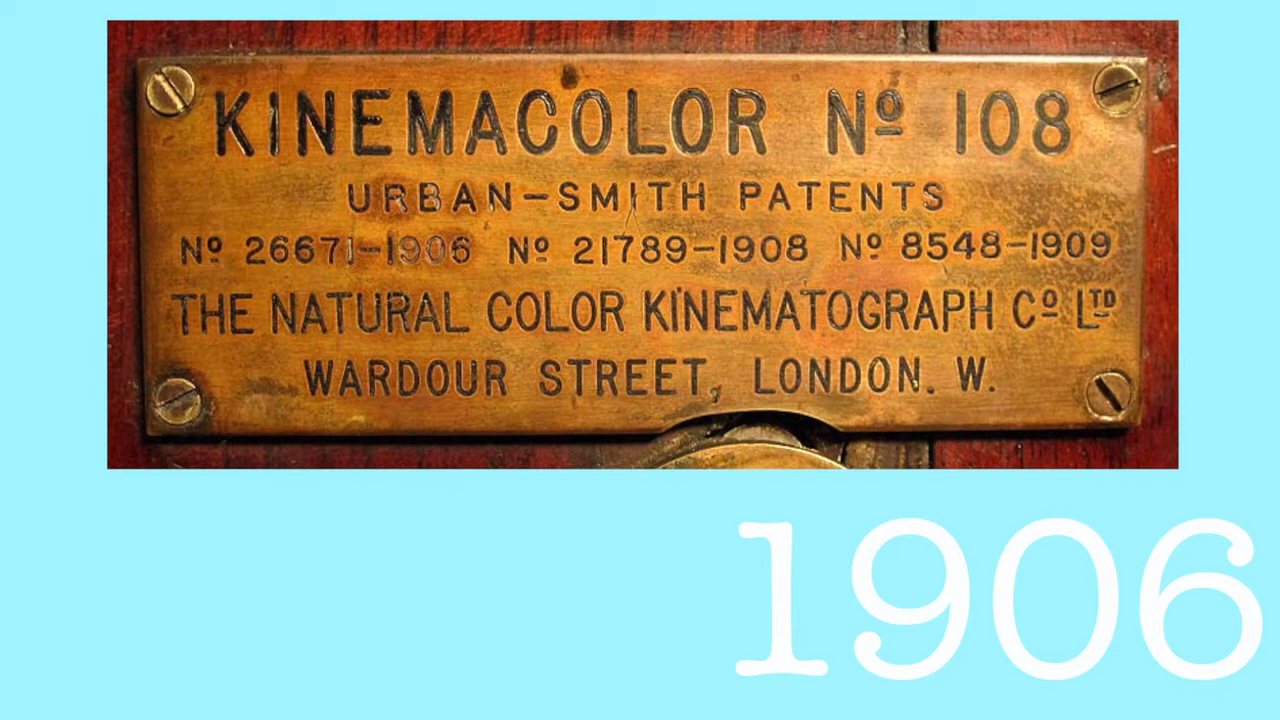 KINEMACOLOR Nº 108
URBAN-SMITH PATENTS
Nº 26671-1906 Nº 21789-1908 Nº 8548-1909
THE NATURAL COLOR KINEMATOGRAPH Cº LTD
WARDOUR STREET, LONDON. W.
1906